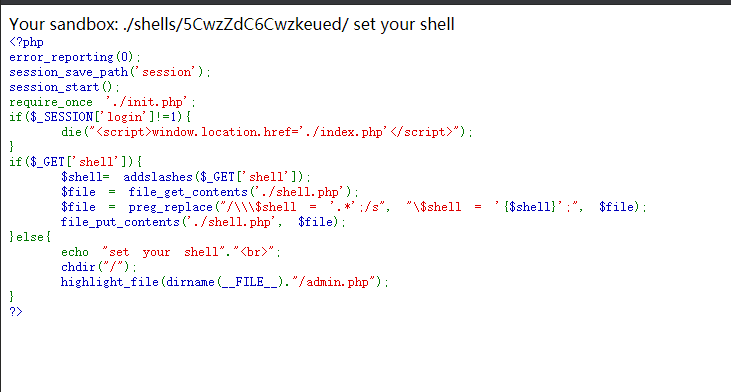 Your sandbox: ./shells/5CwzZdC6Cwzkeued/ set your shell
<?php
error_reporting(0);
session_save_path('session');
session_start();
require_once './init.php';
if($_SESSION['login']!=1){
        die("<script>window.location.href='./index.php'</script>");
}
if($_GET['shell']){
        $shell= addslashes($_GET['shell']);
        $file = file_get_contents('./shell.php');
        $file = preg_replace("/\\\$shell = '.*';/s", "\$shell = '{$shell}';", $file);
        file_put_contents('./shell.php', $file);
}else{
        echo "set your shell"."<br>";
        chdir("/");
        highlight_file(dirname(__FILE__)."/admin.php");
}
?>